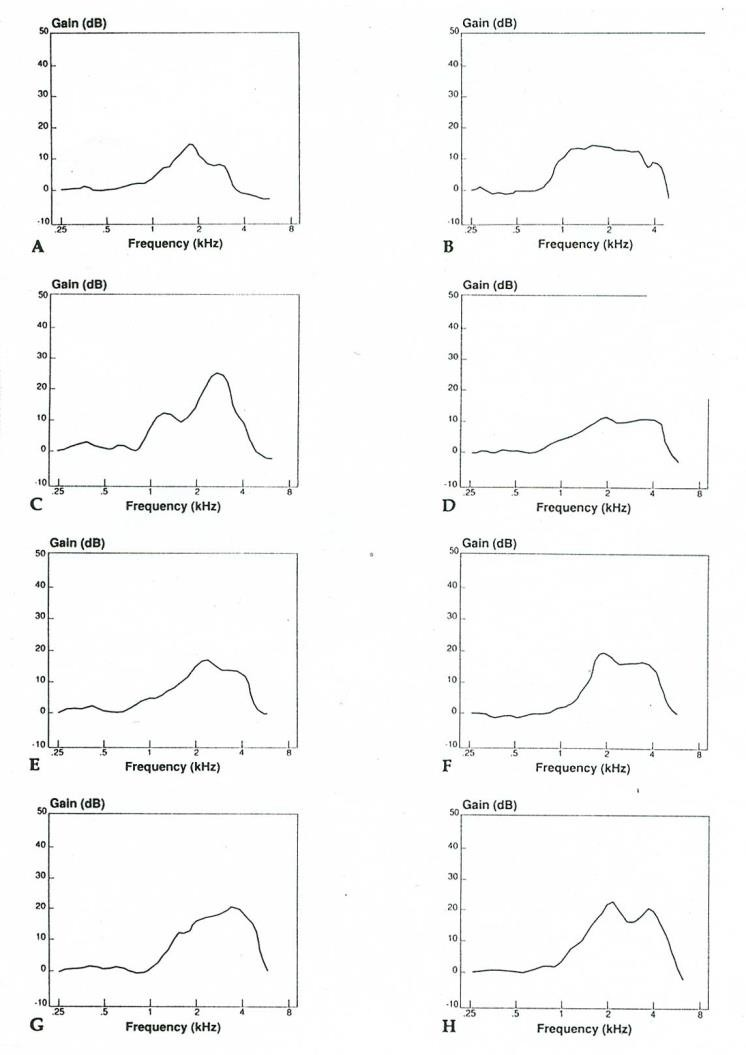 Gain (dB)
50
40
30
20
10
0
-10
.25 .5 1 2 4 8
A Frequency (kHz)
Gain (dB)
50
40
30
20
10
0
-10
.25 .5 1 2 4
B Frequency (kHz)
Gain (dB)
50
40
30
20
10
0
-10
.25 .5 1 2 4 8
C Frequency (kHz)
Gain (dB)
50
40
30
20
10
0
-10
.25 .5 1 2 4 8
D Frequency (kHz)
Gain (dB)
50
40
30
20
10
0
-10
.25 .5 1 2 4 8
E Frequency (kHz)
Gain (dB)
50
40
30
20
10
0
-10
.25 .5 1 2 4 8
F Frequency (kHz)
Gain (dB)
50
40
30
20
10
0
-10
.25 .5 1 2 4 8
G Frequency (kHz)
Gain (dB)
50
40
30
20
10
0
-10
.25 .5 1 2 4 8
H Frequency (kHz)